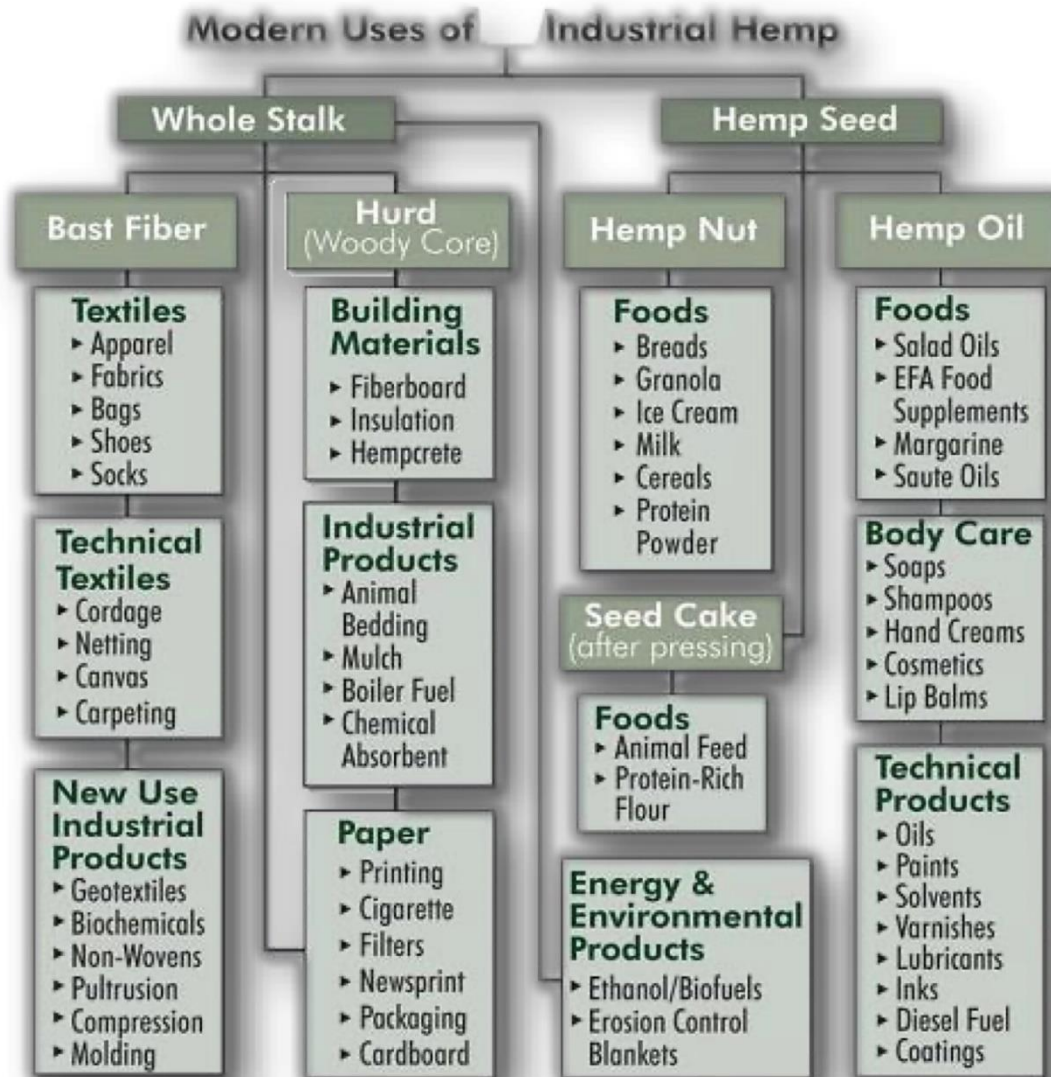 Modern Uses of Industrial Hemp
Whole Stalk
Bast Fiber
Textiles
▸ Apparel
▸ Fabrics
▸ Bags
▸ Shoes
▸ Socks
Technical
Textiles
▸ Cordage
▸ Netting
▸ Canvas
▸ Carpeting
New Use
Industrial
Products
▸ Geotextiles
▸ Biochemicals
▸ Non-Wovens
▸ Pultrusion
▸ Compression
▸ Molding
Hurd
(Woody Core)
Building
Materials
▸ Fiberboard
▸ Insulation
▸ Hempcrete
Industrial
Products
▸ Animal
Bedding
▸ Mulch
▸ Boiler Fuel
▸ Chemical
Absorbent
Paper
▸ Printing
▸ Cigarette
▸ Filters
▸ Newsprint
▸ Packaging
▸ Cardboard
Hemp Seed
Hemp Nut
Foods
▸ Breads
▸ Granola
▸ Ice Cream
▸ Milk
▸ Cereals
▸ Protein
Powder
Seed Cake
(after pressing)
Foods
▸ Animal Feed
▸ Protein-Rich
Flour
Energy &
Environmental
Products
▸ Ethanol/Biofuels
▸ Erosion Control
Blankets
Hemp Oil
Foods
▸ Salad Oils
▸ EFA Food
Supplements
▸ Margarine
▸ Saute Oils
Body Care
▸ Soaps
▸ Shampoos
▸ Hand Creams
▸ Cosmetics
▸ Lip Balms
Technical
Products
▸ Oils
▸ Paints
▸ Solvents
▸ Varnishes
▸ Lubricants
▸ Inks
▸ Diesel Fuel
▸ Coatings